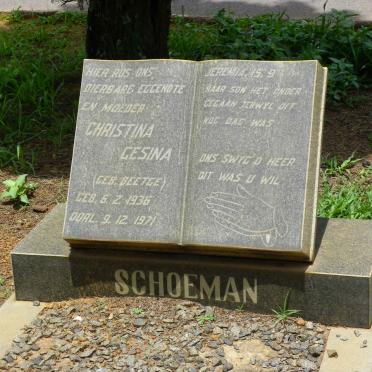 HIER RUS ONS
DIERBARE EGGENOTE
EN MOEDER
CHRISTINA
GESINA
(GEB. BEETGE)
GEB. 6. 2. 1936
OORL. 9. 12. 1971
JEREMIA. 15. 9
HAAR SON HET ONDER
GEGAAN TERWYL DIT
NOG DAG WAS
ONS SWYG O HEER
DIT WAS U WIL
SCHOEMAN